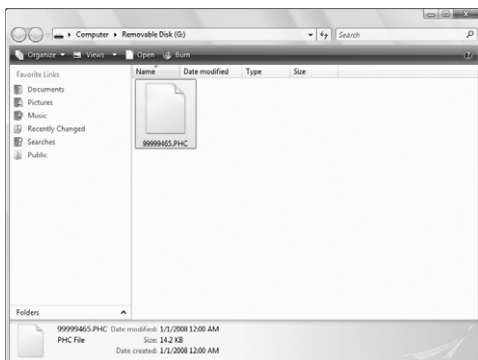 Computer Removable Disk (G:) Search
Organize Views Open Burn
Favorite Links
Documents
Pictures
Music
Recently Changed
Searches
Public
Folders
Name Date modified Type Size
99999465.PHC
99999465.PHC Date modified: 1/1/2008 12:00 AM
PHC File Size: 14.2 KB
Date created: 1/1/2008 12:00 AM